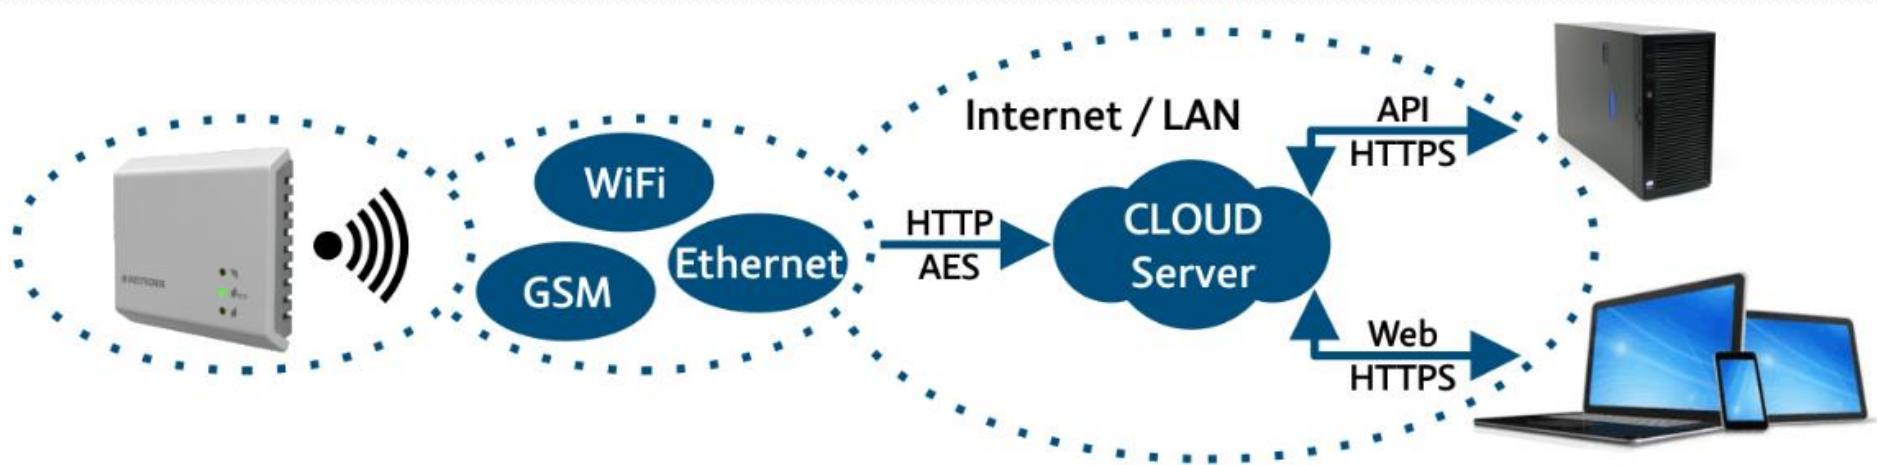 WiFi
GSM
Ethernet
HTTP
AES
Internet / LAN
CLOUD
Server
API
HTTPS
Web
HTTPS